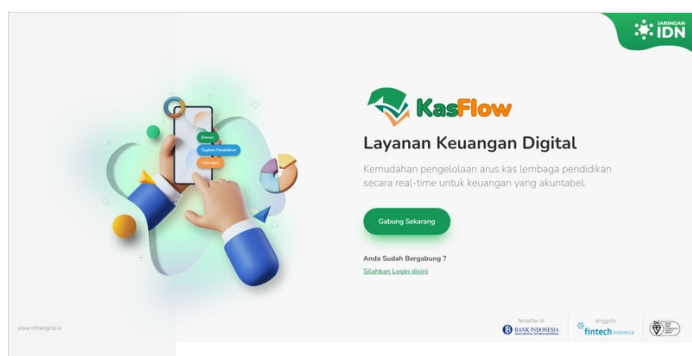 JARINGAN
IDN
KasFlow
Layanan Keuangan Digital
Kemudahan pengelolaan arus kas lembaga pendidikan
secara real-time untuk keuangan yang akuntabel.
Gabung Sekarang
Anda Sudah Bergabung ?
Silahkan Login disini
Donasi
Tagihan Pendidikan
Tabungan
www.infradigital.io
Terdaftar di
BANK INDONESIA
Anggota
fintech indonesia